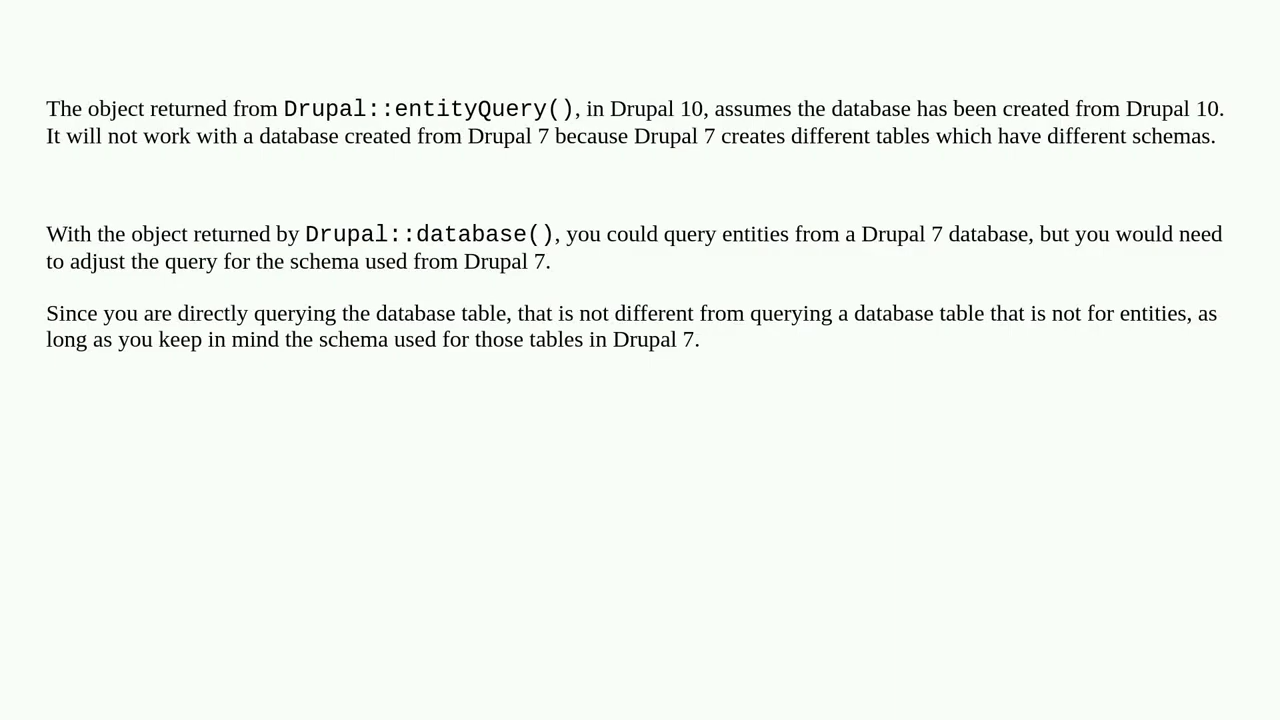 The object returned from Drupal::entityQuery(), in Drupal 10, assumes the database has been created from Drupal 10.
It will not work with a database created from Drupal 7 because Drupal 7 creates different tables which have different schemas.
With the object returned by Drupal::database(), you could query entities from a Drupal 7 database, but you would need
to adjust the query for the schema used from Drupal 7.
Since you are directly querying the database table, that is not different from querying a database table that is not for entities, as
long as you keep in mind the schema used for those tables in Drupal 7.